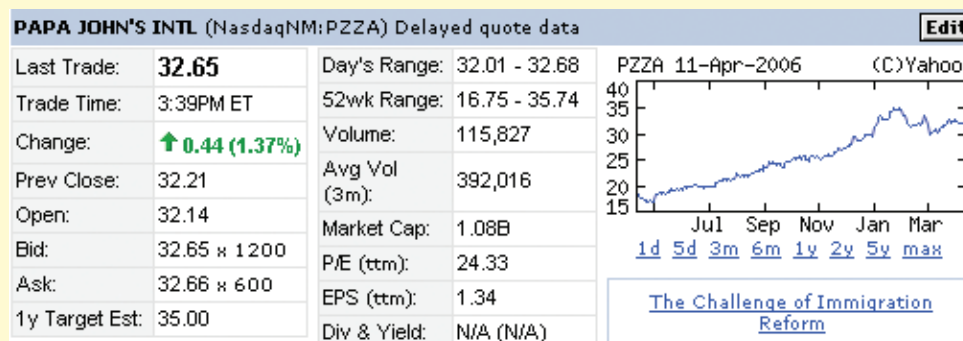 PAPA JOHN'S INTL (NasdaqNM:PZZA) Delayed quote data
Edit
Last Trade: 32.65
Trade Time: 3:39PM ET
Change: 0.44 (1.37%)
Prev Close: 32.21
Open: 32.14
Bid: 32.65 x 1200
Ask: 32.66 x 600
1y Target Est: 35.00
Day's Range: 32.01 - 32.68
52wk Range: 16.75 - 35.74
Volume: 115,827
Avg Vol
(3m): 392,016
Market Cap: 1.08B
P/E (ttm): 24.33
EPS (ttm): 1.34
Div & Yield: N/A (N/A)
PZZA 11-Apr-2006 (C)Yahoo
40
35
30
25
20
15
Jul Sep Nov Jan Mar
1d 5d 3m 6m 1y 2y 5y max
The Challenge of Immigration
Reform